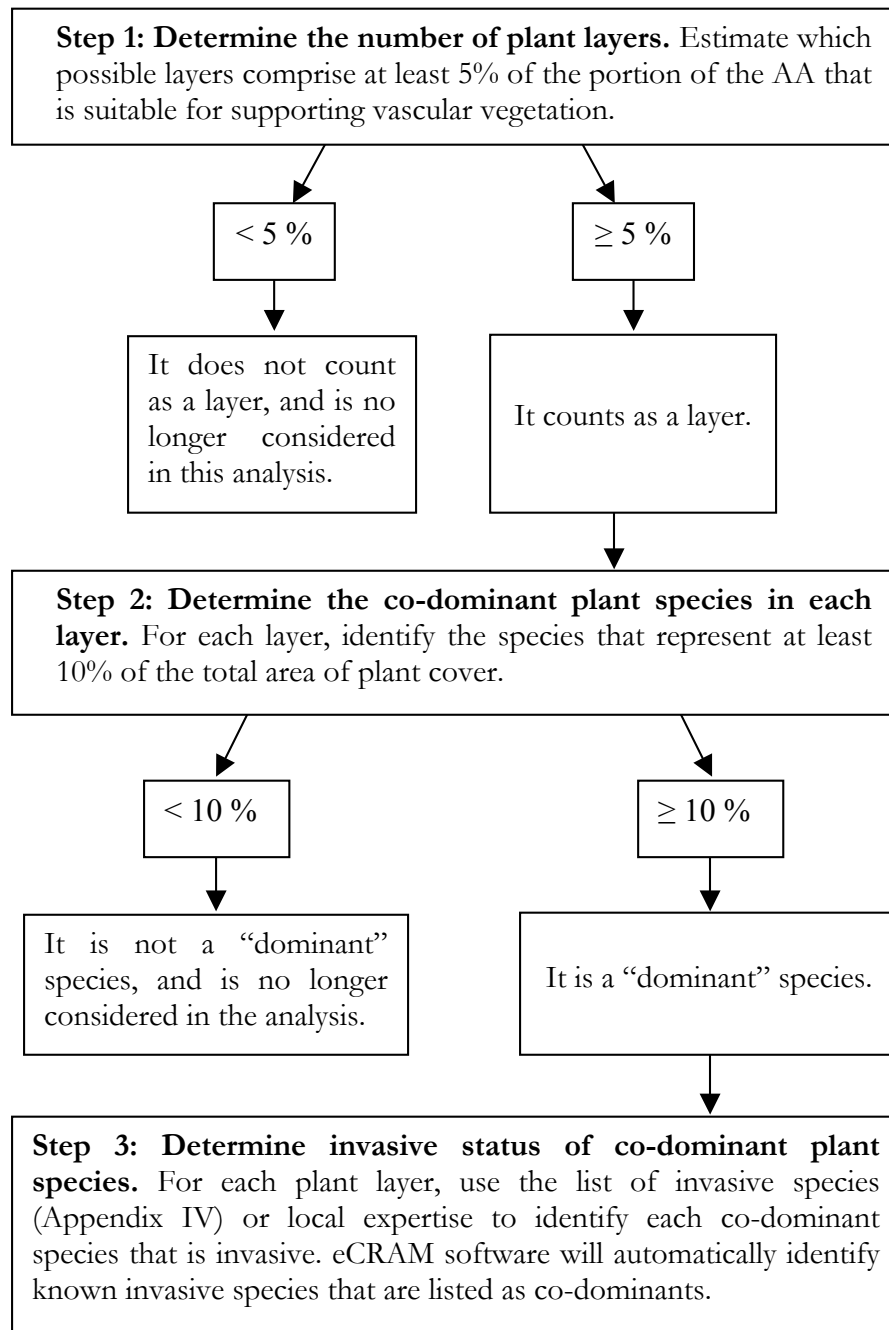 Step 1: Determine the number of plant layers. Estimate which
possible layers comprise at least 5% of the portion of the AA that
is suitable for supporting vascular vegetation.
< 5 %
≥ 5 %
It does not count
as a layer, and is no
longer considered
in this analysis.
It counts as a layer.
Step 2: Determine the co-dominant plant species in each
layer. For each layer, identify the species that represent at least
10% of the total area of plant cover.
< 10 %
≥ 10 %
It is not a “dominant”
species, and is no longer
considered in the analysis.
It is a “dominant” species.
Step 3: Determine invasive status of co-dominant plant
species. For each plant layer, use the list of invasive species
(Appendix IV) or local expertise to identify each co-dominant
species that is invasive. eCRAM software will automatically identify
known invasive species that are listed as co-dominants.